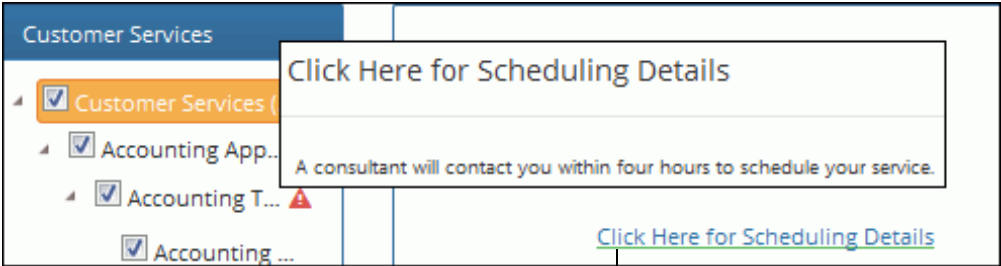 Customer Services
Click Here for Scheduling Details
Customer Services (
A consultant will contact you within four hours to schedule your service.
Accounting App...
Accounting T...
Accounting ...
Click Here for Scheduling Details